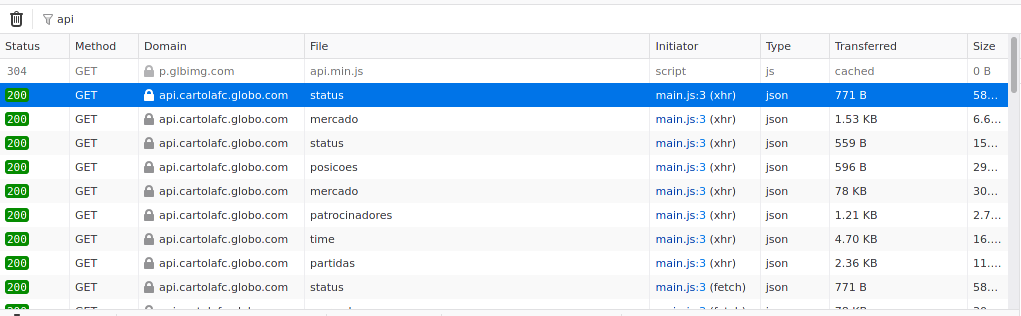 api
Status Method Domain File Initiator Type Transferred Size
304 GET p.glbimg.com api.min.js script js cached 0 B
200 GET api.cartolafc.globo.com status main.js:3 (xhr) json 771 B 58...
200 GET api.cartolafc.globo.com mercado main.js:3 (xhr) json 1.53 KB 6.6...
200 GET api.cartolafc.globo.com status main.js:3 (xhr) json 559 B 15...
200 GET api.cartolafc.globo.com posicoes main.js:3 (xhr) json 596 B 29...
200 GET api.cartolafc.globo.com mercado main.js:3 (xhr) json 78 KB 30...
200 GET api.cartolafc.globo.com patrocinadores main.js:3 (xhr) json 1.21 KB 2.7...
200 GET api.cartolafc.globo.com time main.js:3 (xhr) json 4.70 KB 16....
200 GET api.cartolafc.globo.com partidas main.js:3 (xhr) json 2.36 KB 11....
200 GET api.cartolafc.globo.com status main.js:3 (fetch) json 771 B 58...